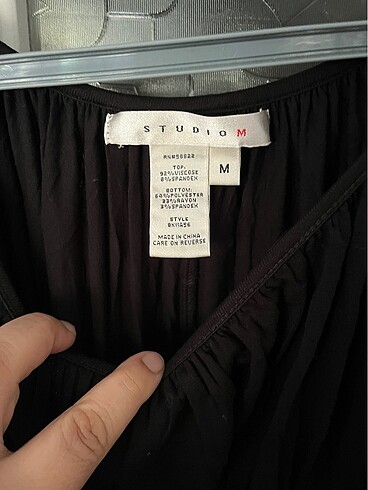 STUDIO M
M
RN#58822
TOP:
92%VISCOSE
8%SPANDEX
BOTTOM:
64%POLYESTER
33%RAYON
3%SPANDEX
STYLE
MADE IN CHINA
CARE ON REVERSE